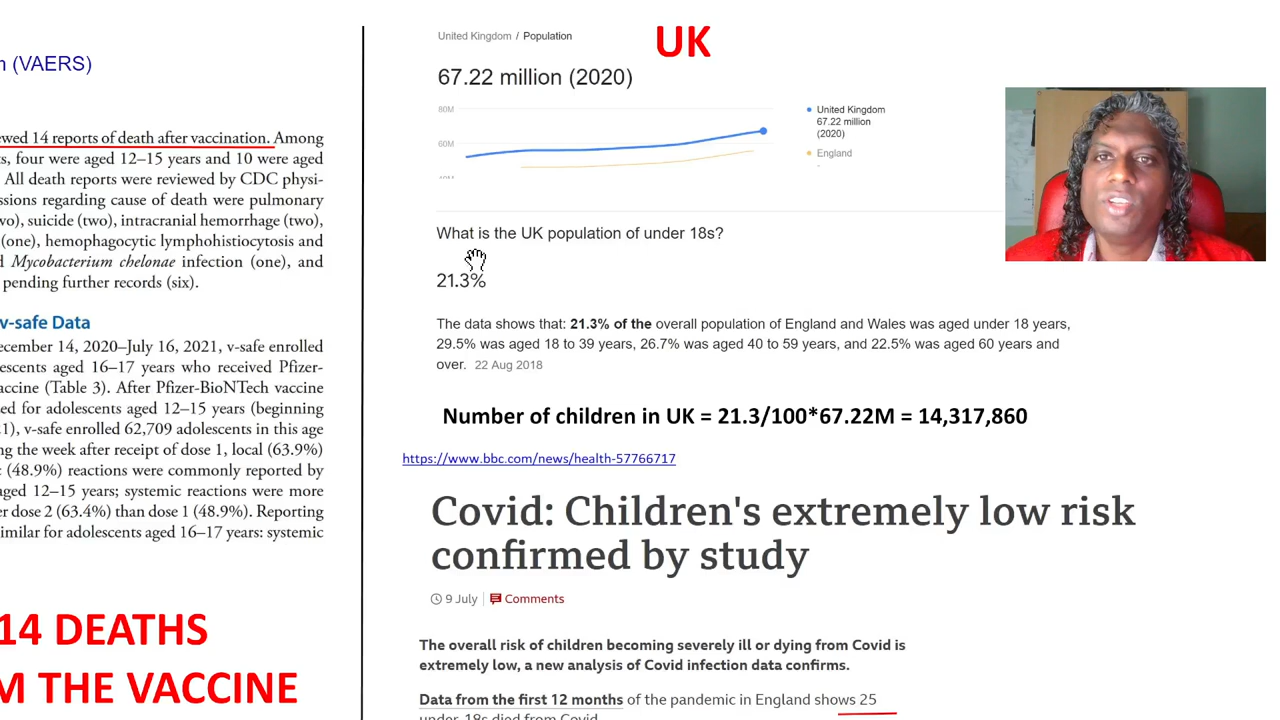 (VAERS)
ewed 14 reports of death after vaccination. Among
four were aged 12–15 years and 10 were aged
All death reports were reviewed by CDC physi-
ssions regarding cause of death were pulmonary
wo), suicide (two), intracranial hemorrhage (two),
(one), hemophagocytic lymphohistiocytosis and
Mycobacterium chelonae infection (one), and
pending further records (six).
v-safe Data
ecember 14, 2020–July 16, 2021, v-safe enrolled
escents aged 16–17 years who received Pfizer-
accine (Table 3). After Pfizer-BioNTech vaccine
ed for adolescents aged 12–15 years (beginning
1), v-safe enrolled 62,709 adolescents in this age
ng the week after receipt of dose 1, local (63.9%)
(48.9%) reactions were commonly reported by
aged 12–15 years; systemic reactions were more
er dose 2 (63.4%) than dose 1 (48.9%). Reporting
imilar for adolescents aged 16–17 years: systemic
14 DEATHS
M THE VACCINE
UK
United Kingdom / Population
67.22 million (2020)
80M
60M
40M
United Kingdom
67.22 million
(2020)
England
-
What is the UK population of under 18s?
21.3%
The data shows that: 21.3% of the overall population of England and Wales was aged under 18 years,
29.5% was aged 18 to 39 years, 26.7% was aged 40 to 59 years, and 22.5% was aged 60 years and
over. 22 Aug 2018
Number of children in UK = 21.3/100*67.22M = 14,317,860
https://www.bbc.com/news/health-57766717
Covid: Children's extremely low risk
confirmed by study
9 July
Comments
The overall risk of children becoming severely ill or dying from Covid is
extremely low, a new analysis of Covid infection data confirms.
Data from the first 12 months of the pandemic in England shows 25
under-18s died from Covid